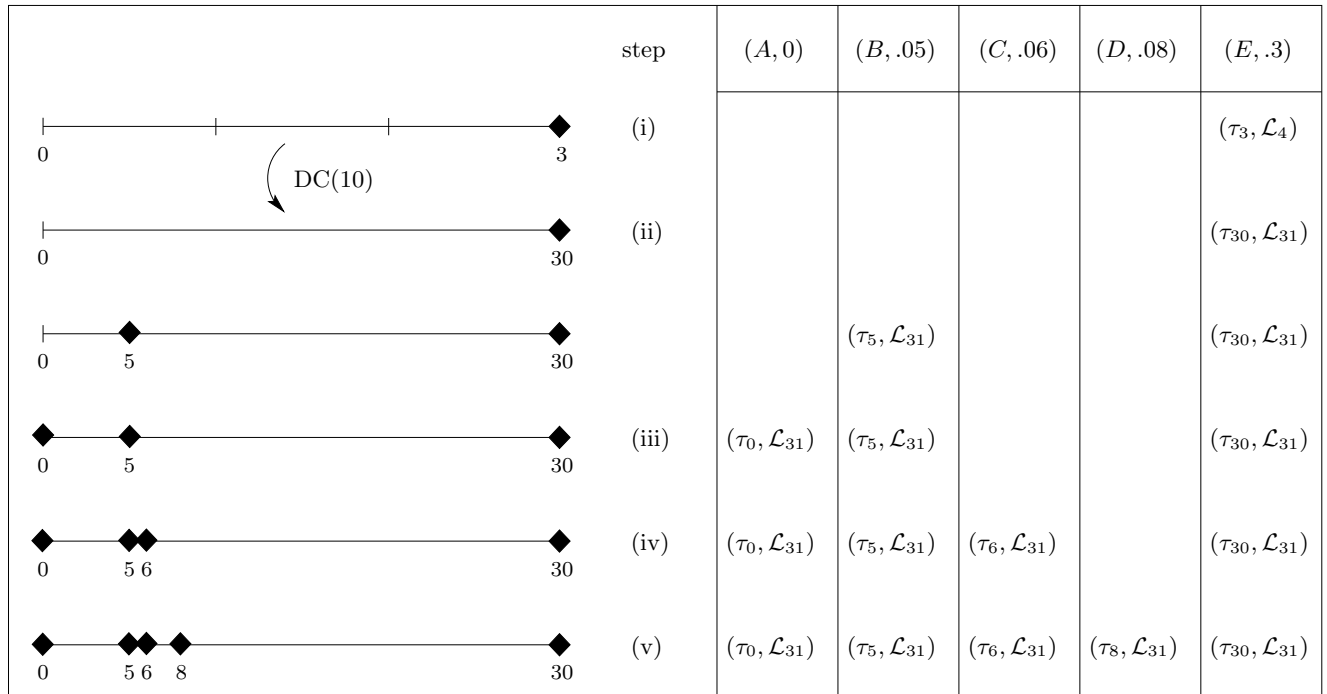 step (A, 0) (B, .05) (C, .06) (D, .08) (E, .3)
(i) (τ₃, ℒ₄)
0 3
DC(10)
(ii) (τ₃₀, ℒ₃₁)
0 30
(τ₅, ℒ₃₁) (τ₃₀, ℒ₃₁)
0 5 30
(iii) (τ₀, ℒ₃₁) (τ₅, ℒ₃₁) (τ₃₀, ℒ₃₁)
0 5 30
(iv) (τ₀, ℒ₃₁) (τ₅, ℒ₃₁) (τ₆, ℒ₃₁) (τ₃₀, ℒ₃₁)
0 5 6 30
(v) (τ₀, ℒ₃₁) (τ₅, ℒ₃₁) (τ₆, ℒ₃₁) (τ₈, ℒ₃₁) (τ₃₀, ℒ₃₁)
0 5 6 8 30